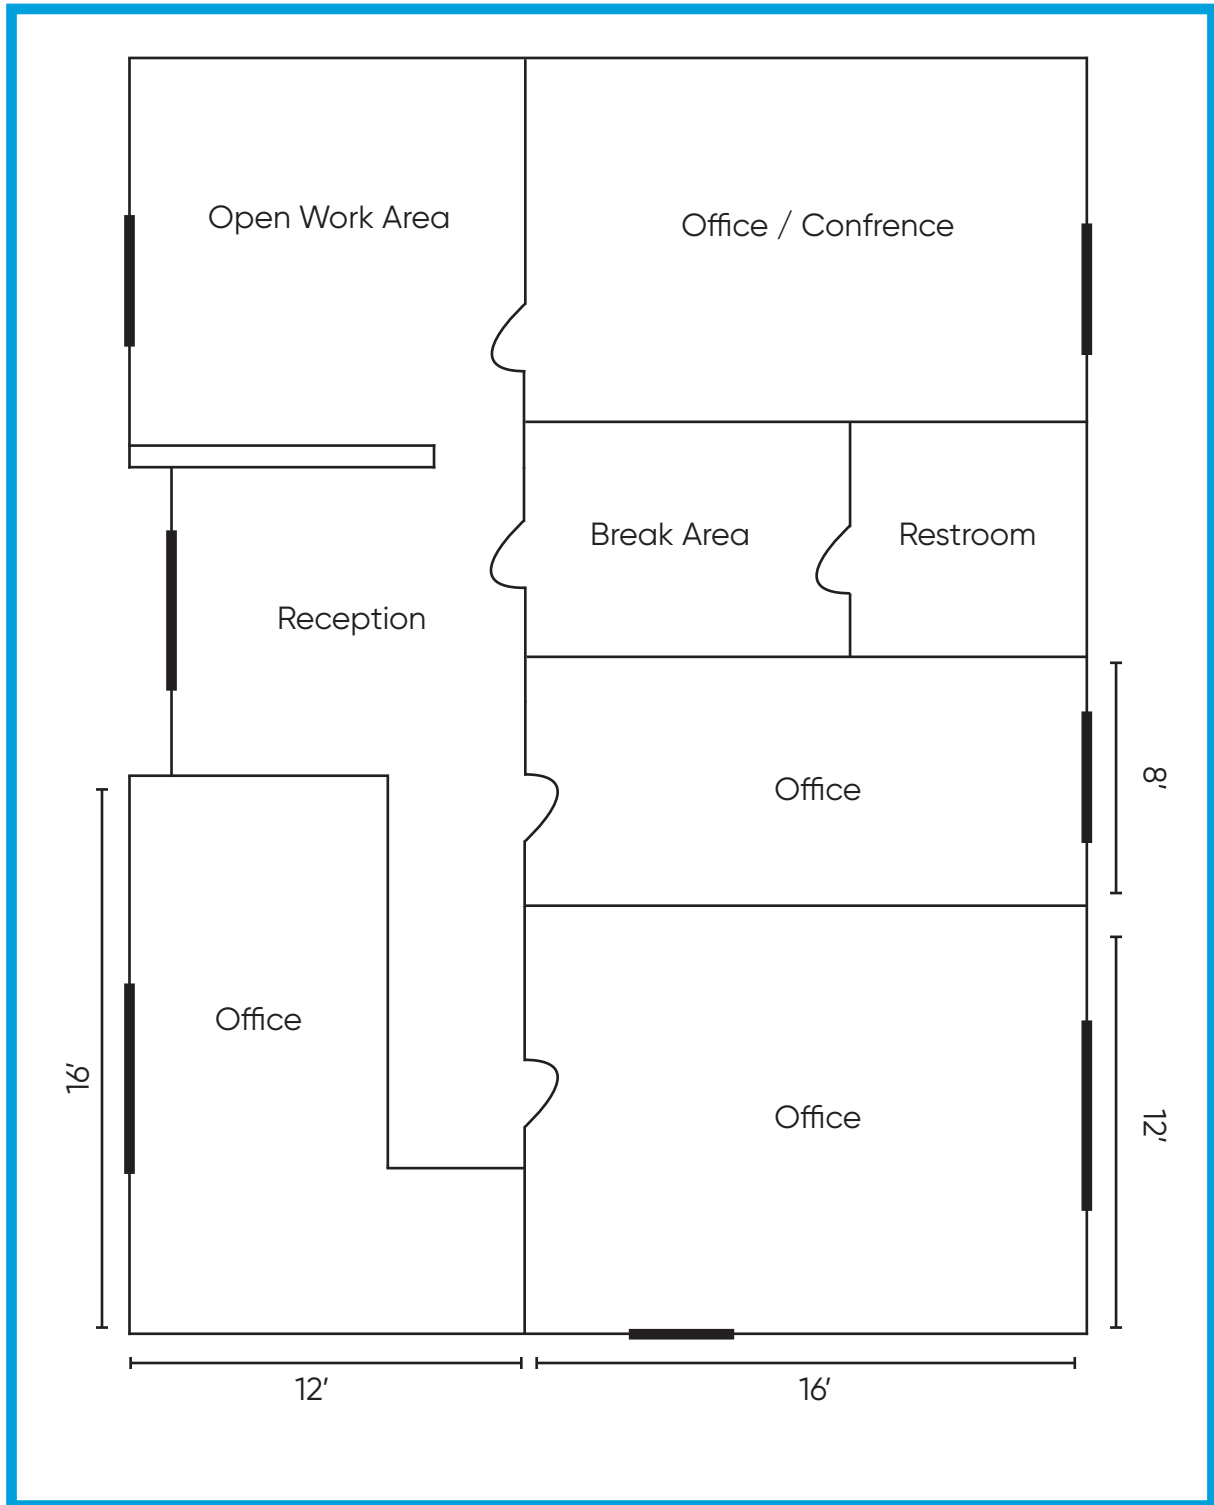 Open Work Area
Office / Confrence
Break Area
Restroom
Reception
Office
8'
Office
16'
Office
12'
12'
16'